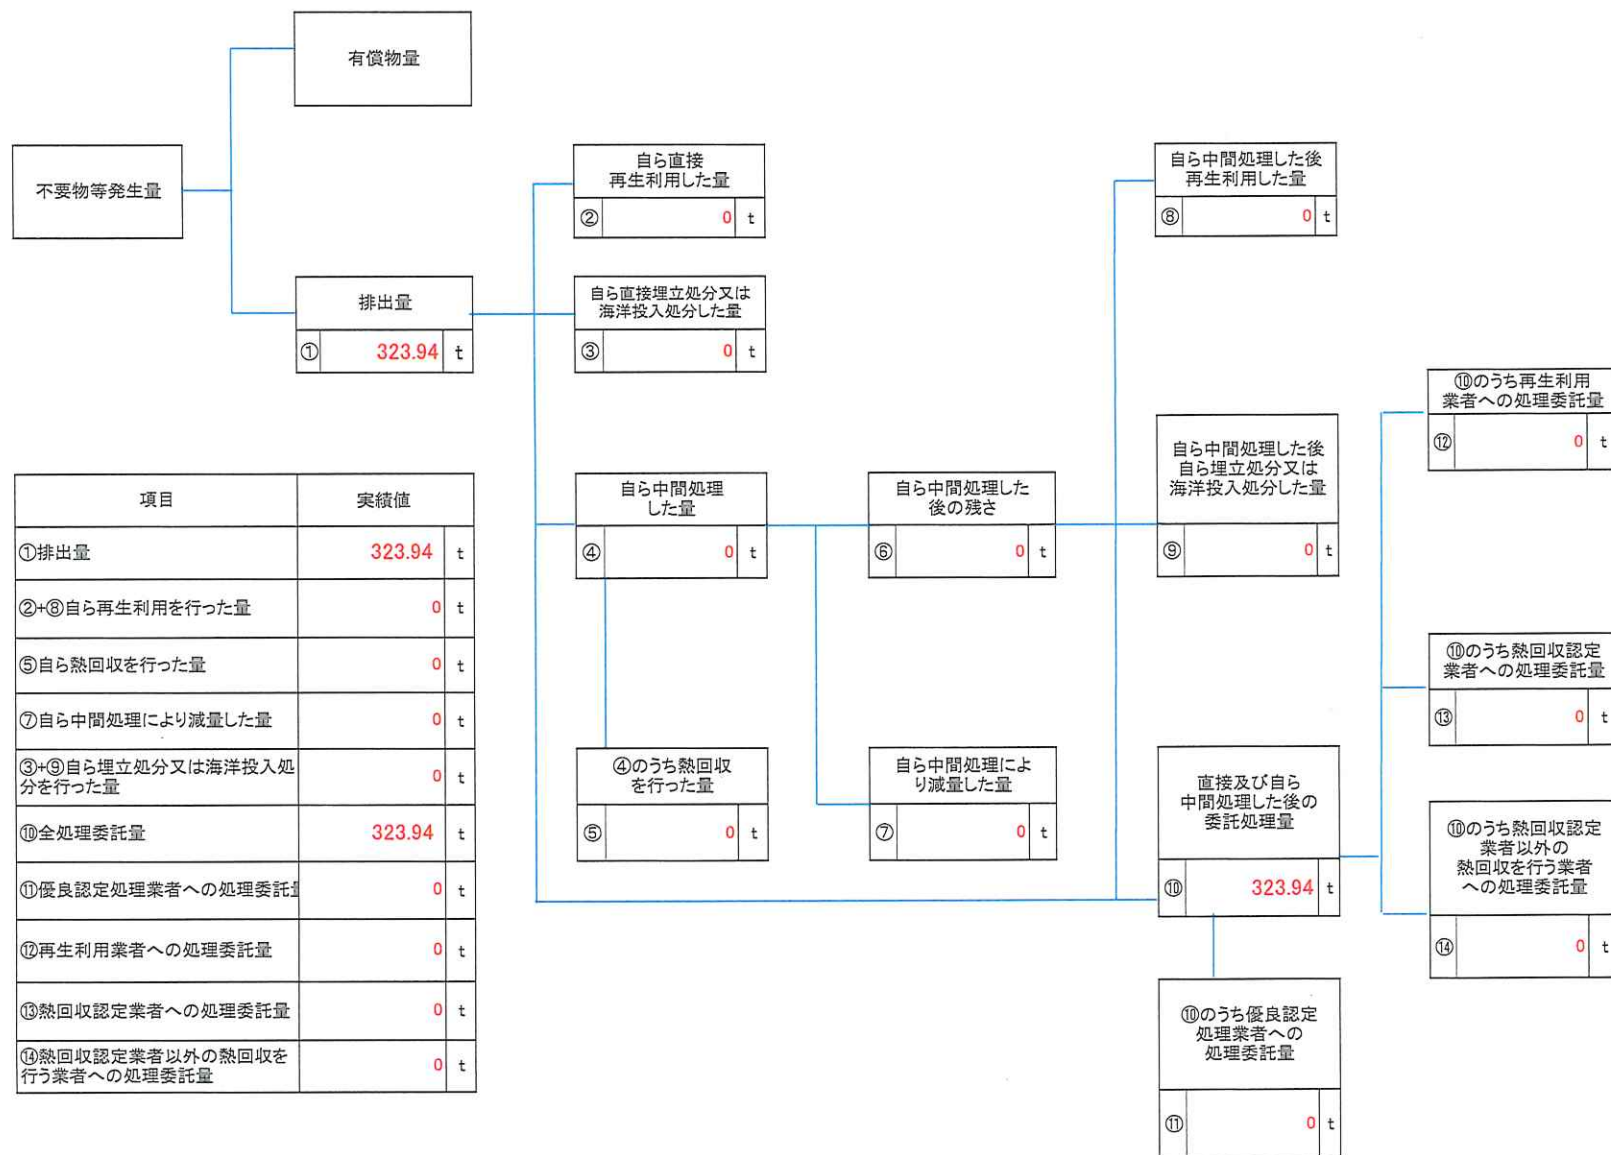 有償物量
不要物等発生量
排出量
① 323.94 t
自ら直接
再生利用した量
② 0 t
自ら直接埋立処分又は
海洋投入処分した量
③ 0 t
自ら中間処理
した量
④ 0 t
④のうち熱回収
を行った量
⑤ 0 t
自ら中間処理した
後の残さ
⑥ 0 t
自ら中間処理によ
り減量した量
⑦ 0 t
自ら中間処理した後
再生利用した量
⑧ 0 t
自ら中間処理した後
自ら埋立処分又は
海洋投入処分した量
⑨ 0 t
直接及び自ら
中間処理した後の
委託処理量
⑩ 323.94 t
⑩のうち優良認定
処理業者への
処理委託量
⑪ 0 t
⑩のうち再生利用
業者への処理委託量
⑫ 0 t
⑩のうち熱回収認定
業者への処理委託量
⑬ 0 t
⑩のうち熱回収認定
業者以外の
熱回収を行う業者
への処理委託量
⑭ 0 t
項目 実績値
①排出量 323.94 t
②+⑧自ら再生利用を行った量 0 t
⑤自ら熱回収を行った量 0 t
⑦自ら中間処理により減量した量 0 t
③+⑨自ら埋立処分又は海洋投入処
分を行った量 0 t
⑩全処理委託量 323.94 t
⑪優良認定処理業者への処理委託 0 t
⑫再生利用業者への処理委託量 0 t
⑬熱回収認定業者への処理委託量 0 t
⑭熱回収認定業者以外の熱回収を
行う業者への処理委託量 0 t